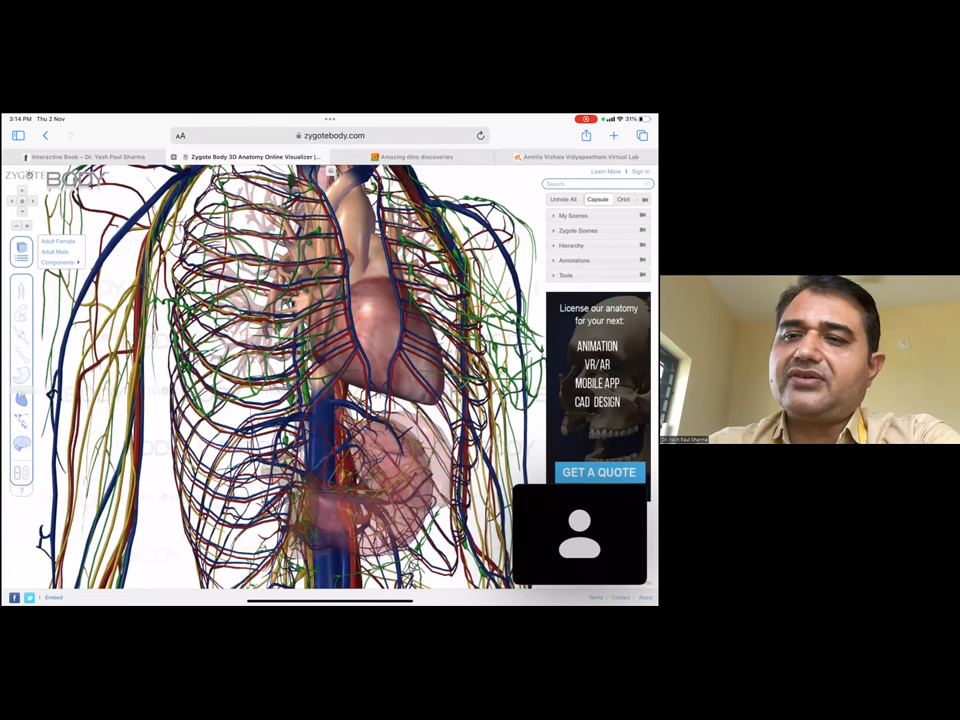 3:14 PM Thu 2 Nov
31%
AA
zygotebody.com
Interactive Book – Dr. Yash Paul Sharma
Zygote Body 3D Anatomy Online Visualizer |...
Amazing dino discoveries
Amrita Vishwa Vidyapeetham Virtual Lab
ZYGOTE BODY
Learn More | Sign In
Search
Unhide All Capsule Orbit
My Scenes
Zygote Scenes
Hierarchy
Annotations
Tools
Adult Female
Adult Male
Components
License our anatomy
for your next:
ANIMATION
VR/AR
MOBILE APP
CAD DESIGN
GET A QUOTE
Dr. Yash Paul Sharma
Embed
Terms | Contact | About